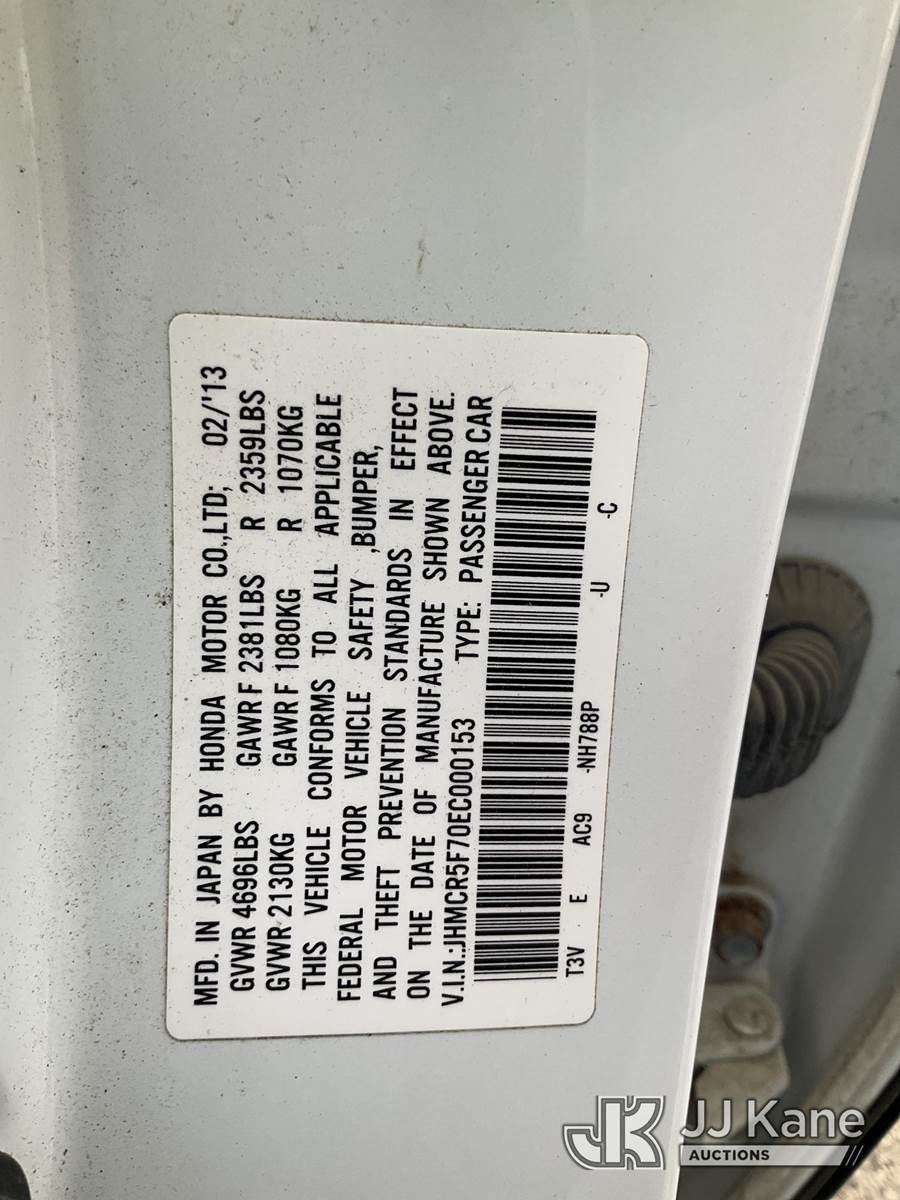 MFD. IN JAPAN BY HONDA MOTOR CO.,LTD; 02/'13
GVWR 4696LBS GAWR F 2381LBS R 2359LBS
GVWR 2130KG GAWR F 1080KG R 1070KG
THIS VEHICLE CONFORMS TO ALL APPLICABLE
FEDERAL MOTOR VEHICLE SAFETY ,BUMPER,
AND THEFT PREVENTION STANDARDS IN EFFECT
ON THE DATE OF MANUFACTURE SHOWN ABOVE.
V.I.N.:JHMCR5F70EC000153 TYPE: PASSENGER CAR
T3V E AC9 -NH788P -U -C
JK JJ Kane
AUCTIONS